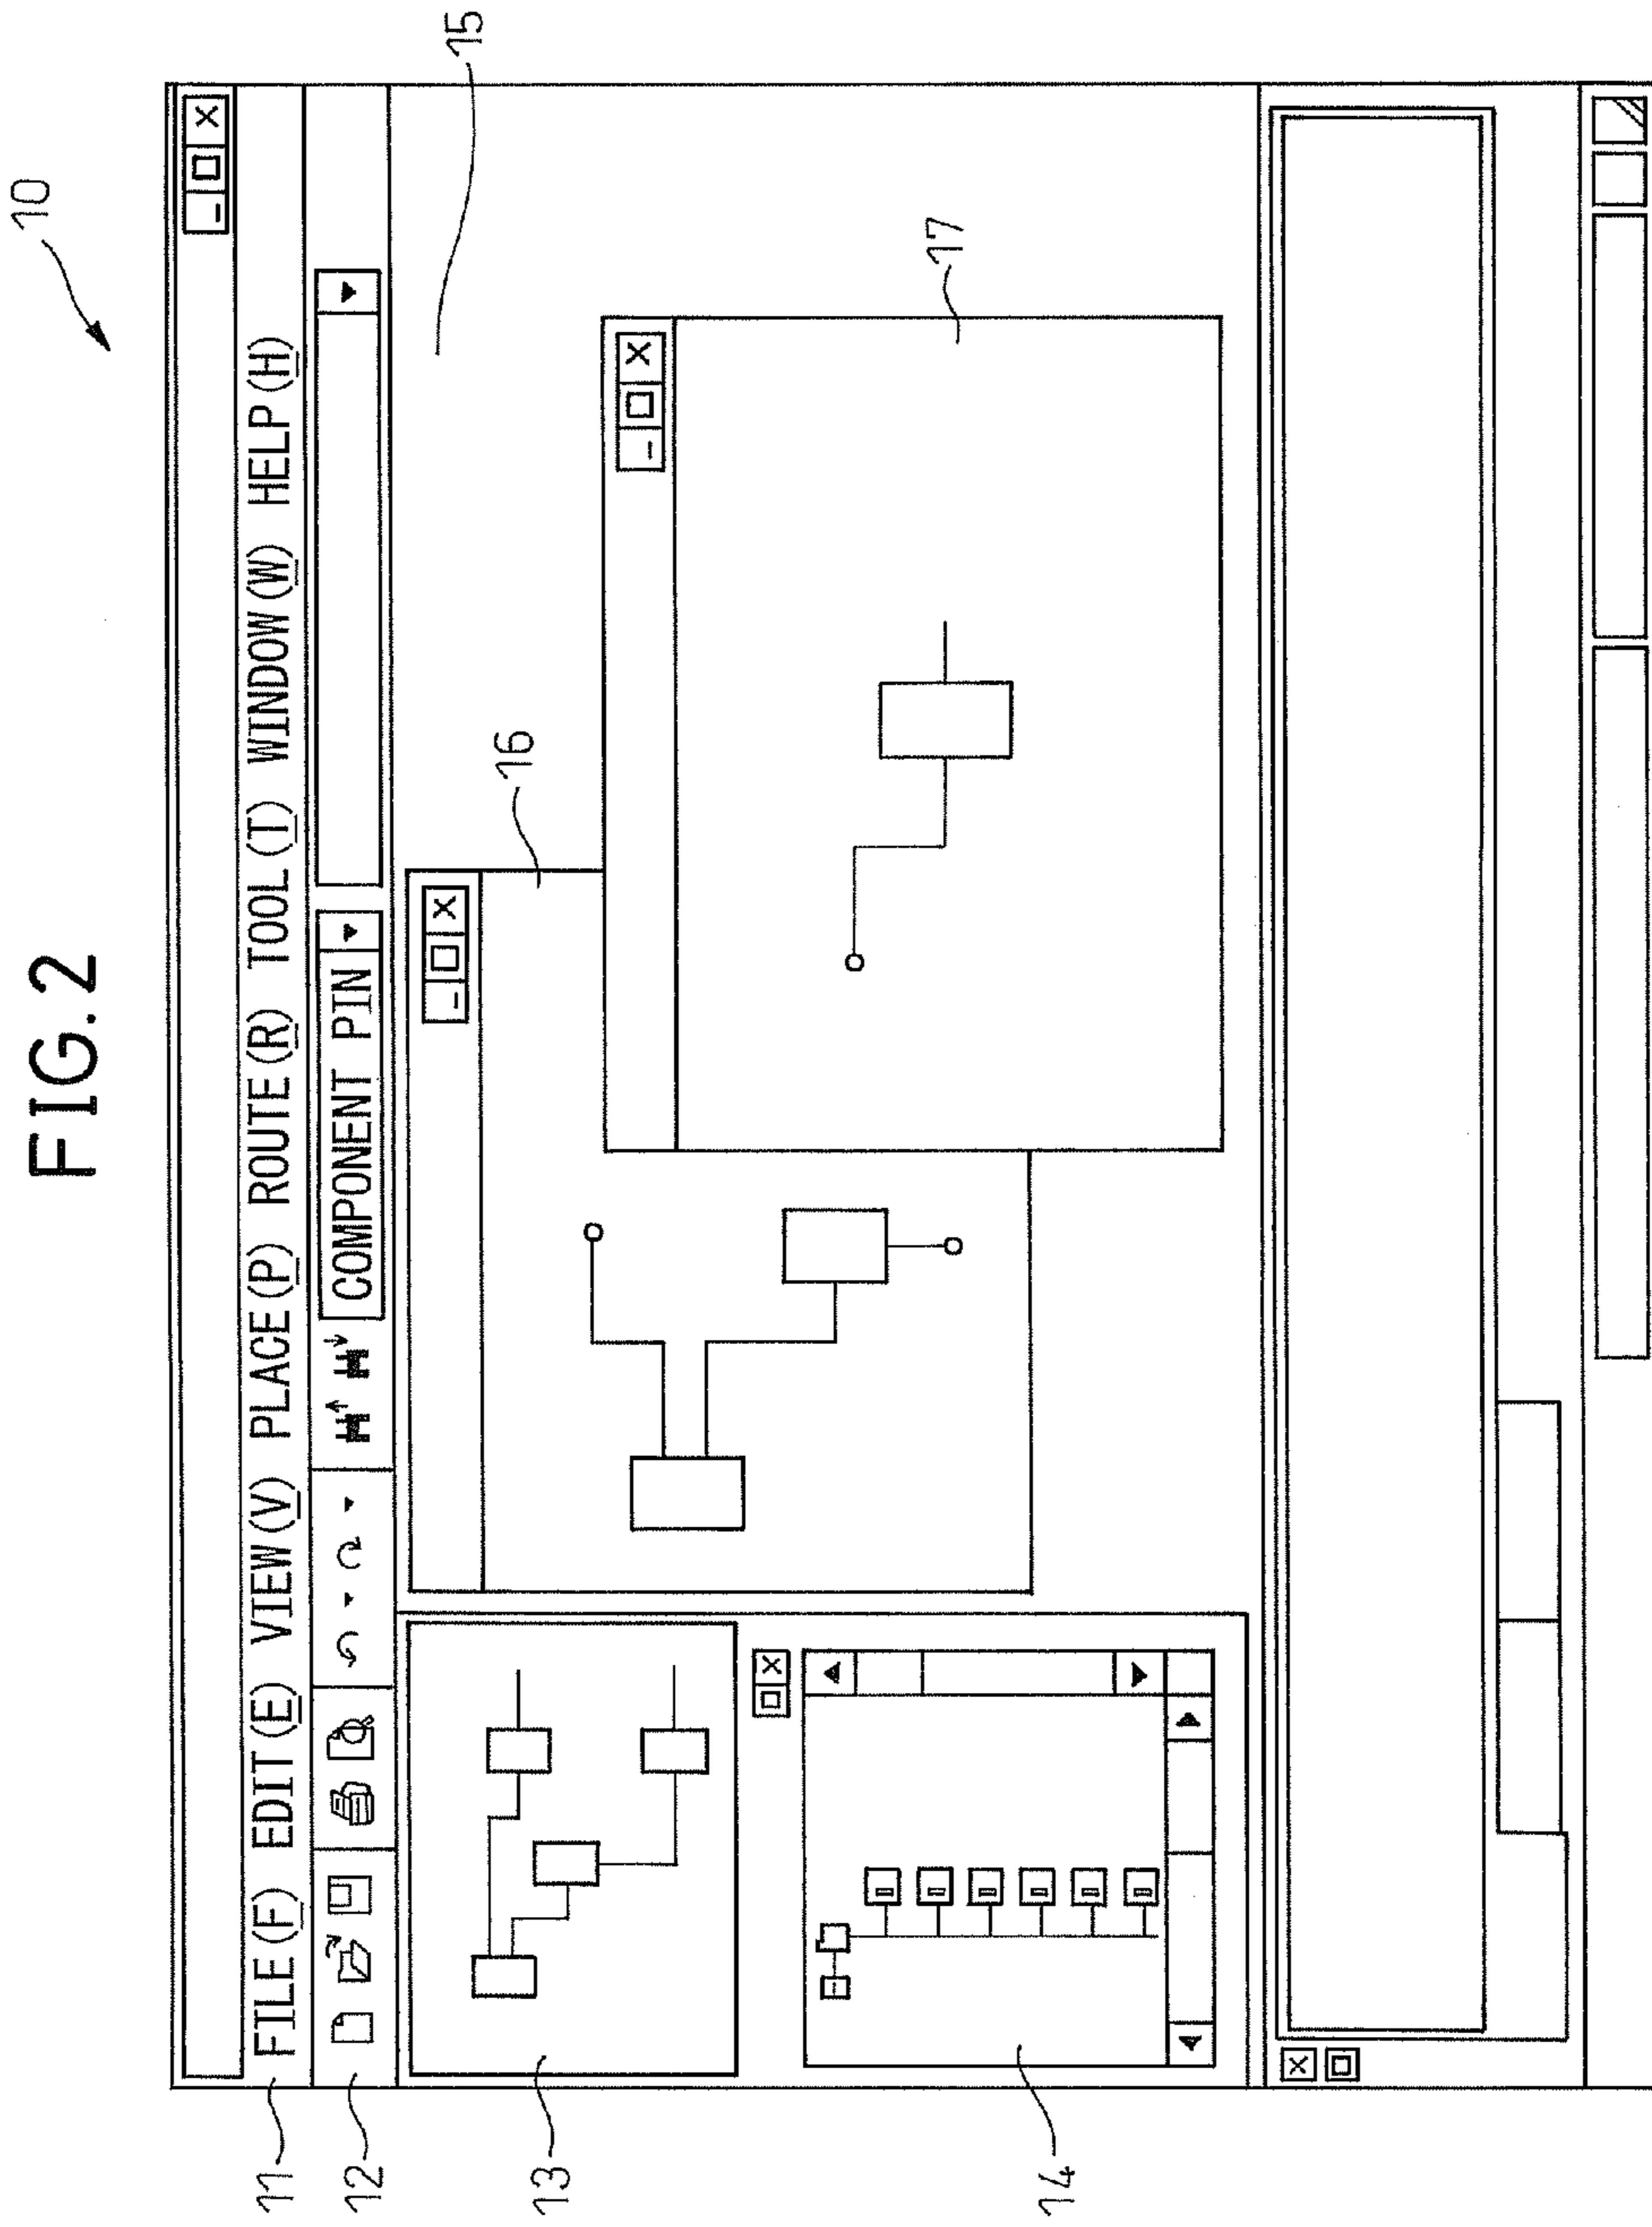 FIG.2
10
11
FILE(F) EDIT(E) VIEW(V) PLACE(P) ROUTE(R) TOOL(T) WINDOW(W) HELP(H)
12
COMPONENT PIN
15
13
16
17
14